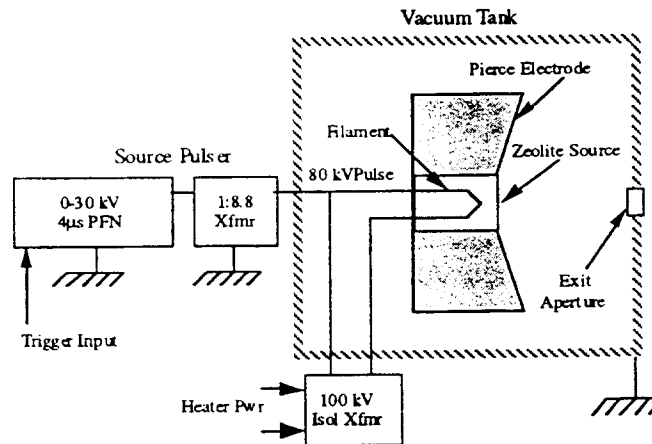 Vacuum Tank
Pierce Electrode
Filament
Zeolite Source
Source Pulser
80 kVPulse
0-30 kV
4μs PFN
1:8.8
Xfmr
Exit
Aperture
Trigger Input
Heater Pwr
100 kV
Isol Xfmr